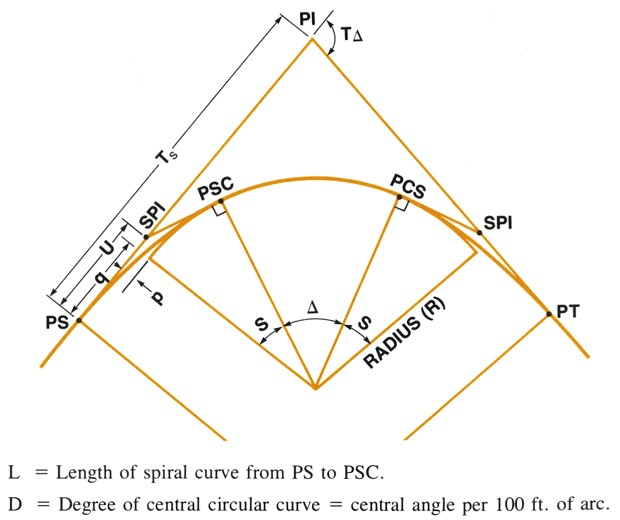 PI
TΔ
Ts
PSC
PCS
SPI
SPI
U
q
p
PS
PT
S
Δ
S
RADIUS (R)
L = Length of spiral curve from PS to PSC.
D = Degree of central circular curve = central angle per 100 ft. of arc.